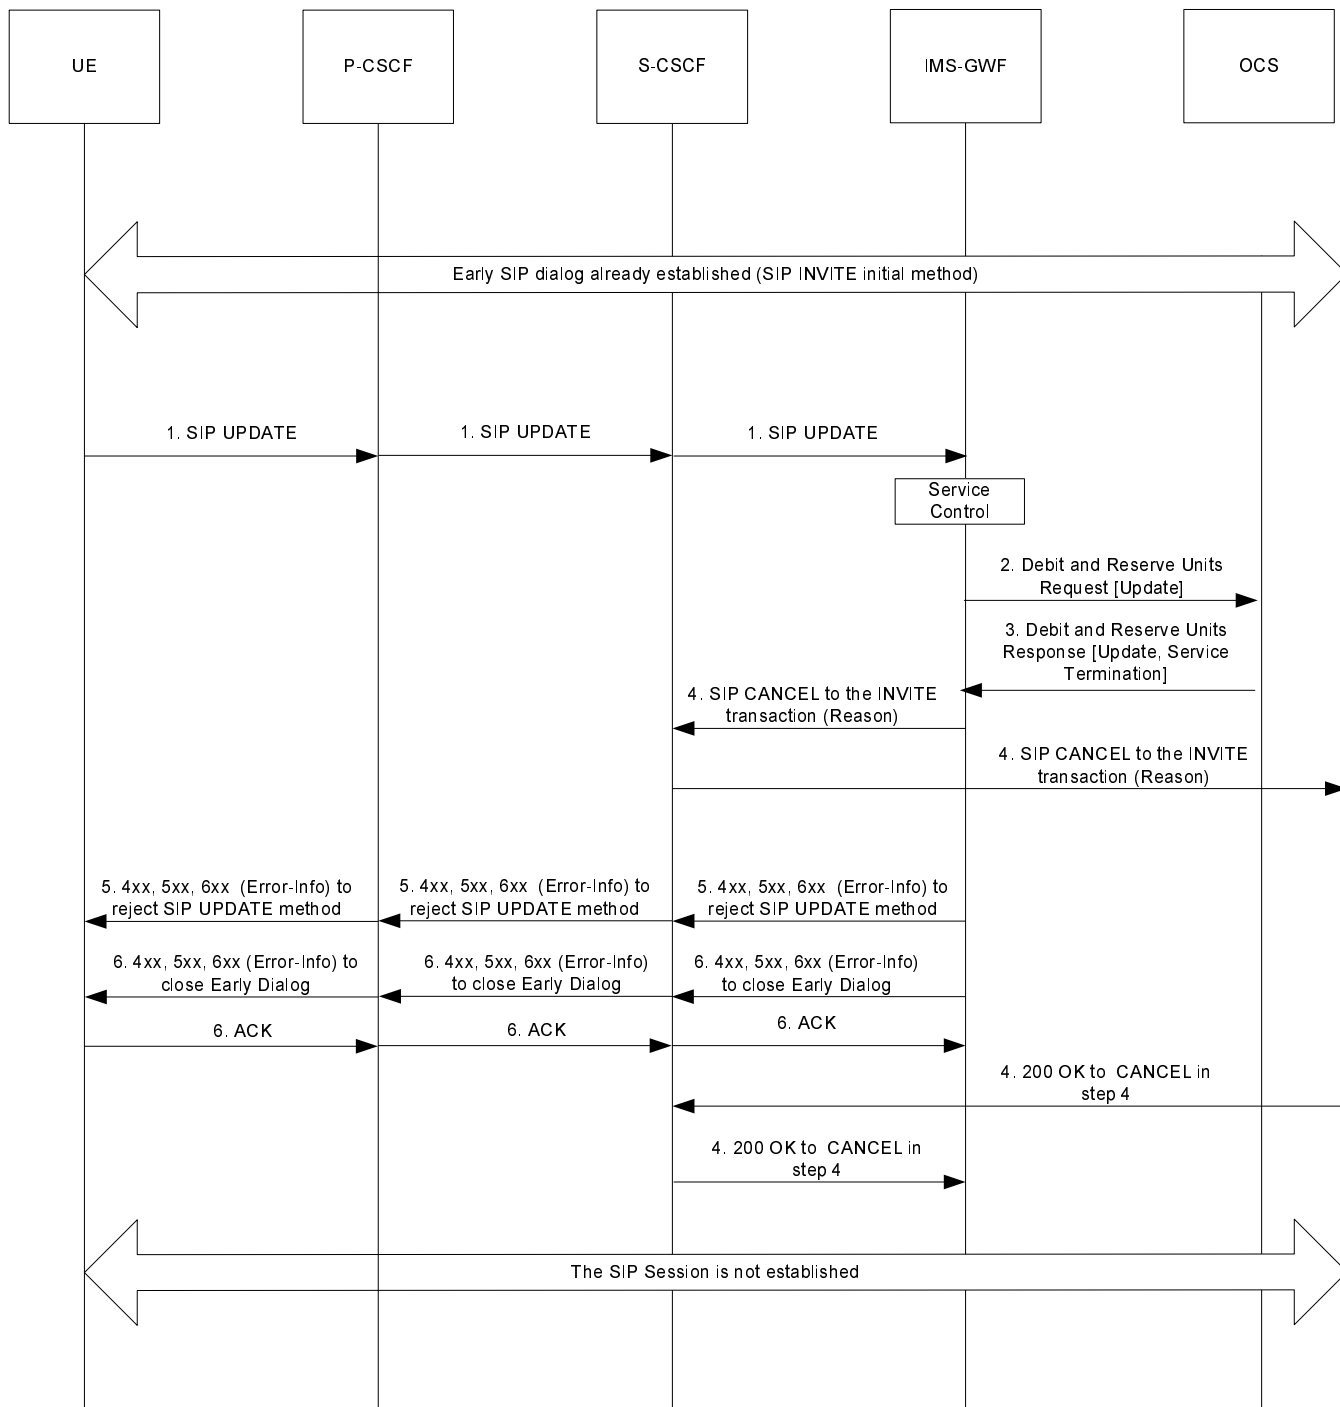 UE
P-CSCF
S-CSCF
IMS-GWF
OCS
Early SIP dialog already established (SIP INVITE initial method)
1. SIP UPDATE
1. SIP UPDATE
1. SIP UPDATE
Service
Control
2. Debit and Reserve Units
Request [Update]
3. Debit and Reserve Units
Response [Update, Service
Termination]
4. SIP CANCEL to the INVITE
transaction (Reason)
4. SIP CANCEL to the INVITE
transaction (Reason)
5. 4xx, 5xx, 6xx (Error-Info) to
reject SIP UPDATE method
5. 4xx, 5xx, 6xx (Error-Info) to
reject SIP UPDATE method
5. 4xx, 5xx, 6xx (Error-Info) to
reject SIP UPDATE method
6. 4xx, 5xx, 6xx (Error-Info) to
close Early Dialog
6. 4xx, 5xx, 6xx (Error-Info)
to close Early Dialog
6. 4xx, 5xx, 6xx (Error-Info)
to close Early Dialog
6. ACK
6. ACK
6. ACK
4. 200 OK to CANCEL in
step 4
4. 200 OK to CANCEL in
step 4
The SIP Session is not established